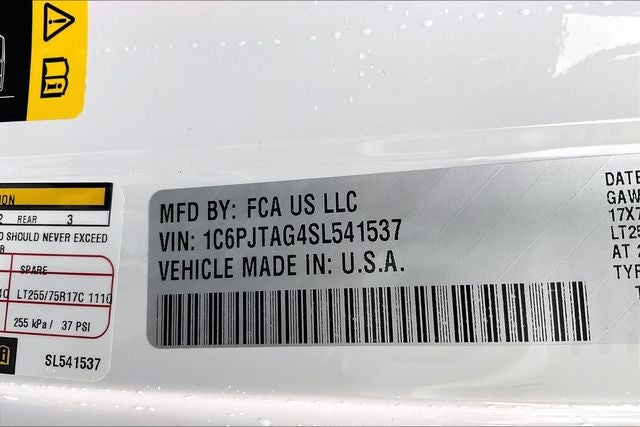 ION
2 REAR 3
O SHOULD NEVER EXCEED
B
SPARE
LT255/75R17C 111Q
255 kPa / 37 PSI
SL541537
MFD BY: FCA US LLC
VIN: 1C6PJTAG4SL541537
VEHICLE MADE IN: U.S.A.
DATE
GAW
17X7
LT25
AT 2
TYP
VEH